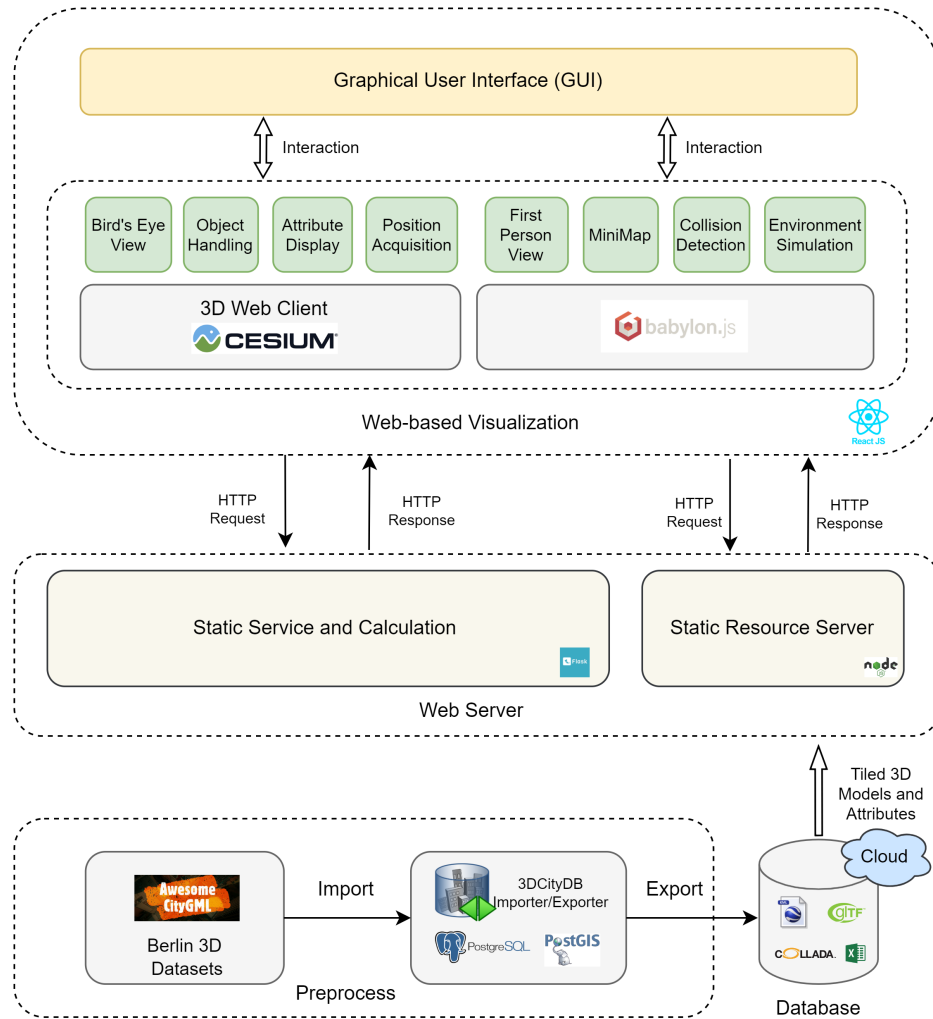 Graphical User Interface (GUI)
Interaction
Interaction
Bird's Eye
View
Object
Handling
Attribute
Display
Position
Acquisition
First
Person
View
MiniMap
Collision
Detection
Environment
Simulation
3D Web Client
CESIUM
babylon.js
Web-based Visualization
React JS
HTTP
Request
HTTP
Response
HTTP
Request
HTTP
Response
Static Service and Calculation
Flask
Static Resource Server
node
JS
Web Server
Tiled 3D
Models and
Attributes
Cloud
Awesome
CityGML
Berlin 3D
Datasets
Import
3DCityDB
Importer/Exporter
PostgreSQL
PostGIS
Export
Preprocess
KML
glTF
COLLADA.
X
Database